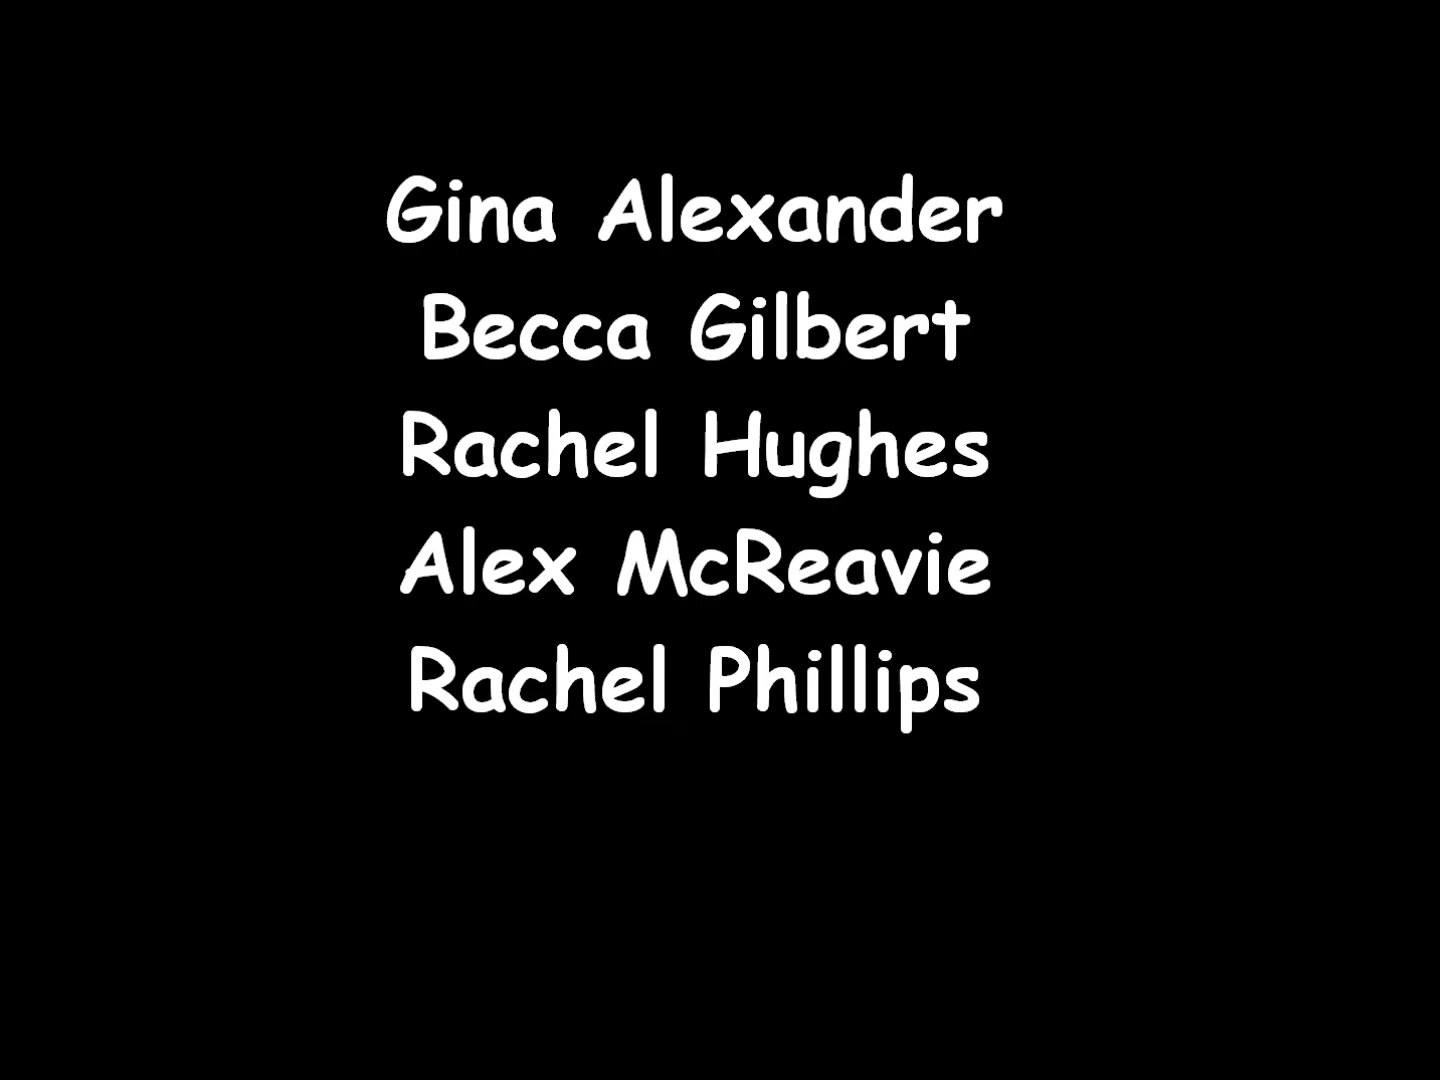 Gina Alexander
Becca Gilbert
Rachel Hughes
Alex McReavie
Rachel Phillips